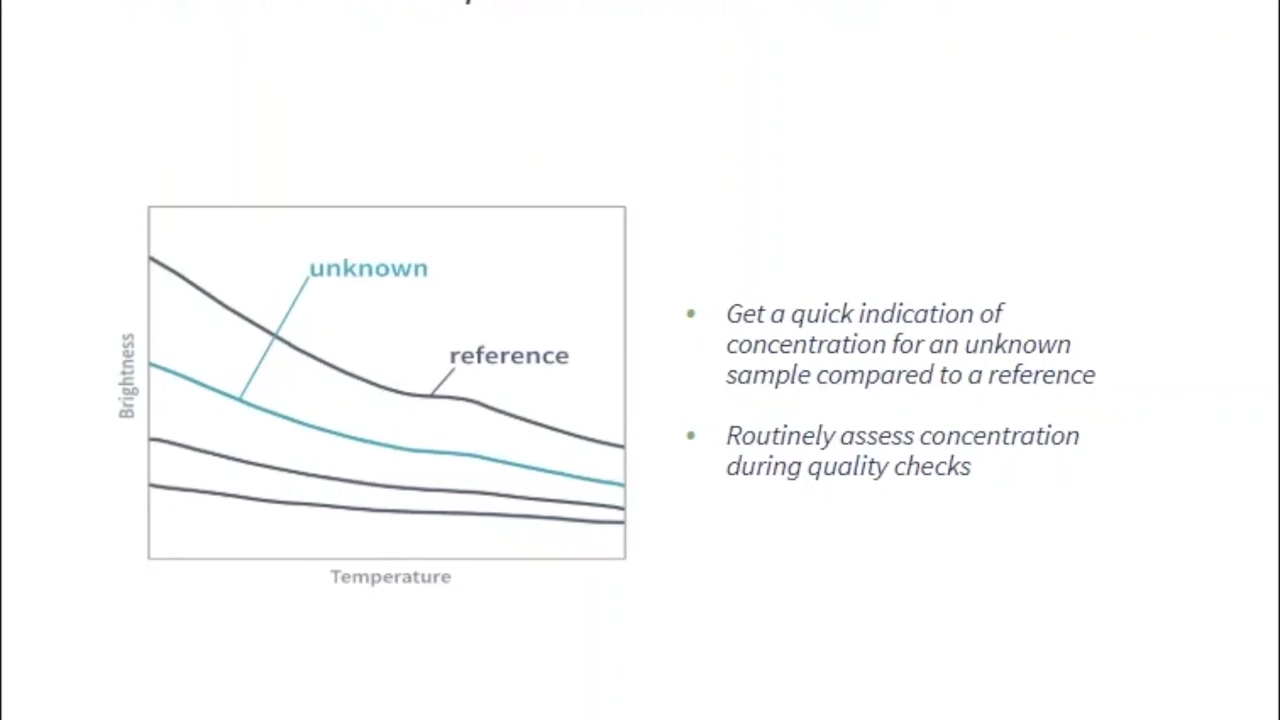 unknown
reference
Brightness
Temperature
• Get a quick indication of
concentration for an unknown
sample compared to a reference
• Routinely assess concentration
during quality checks